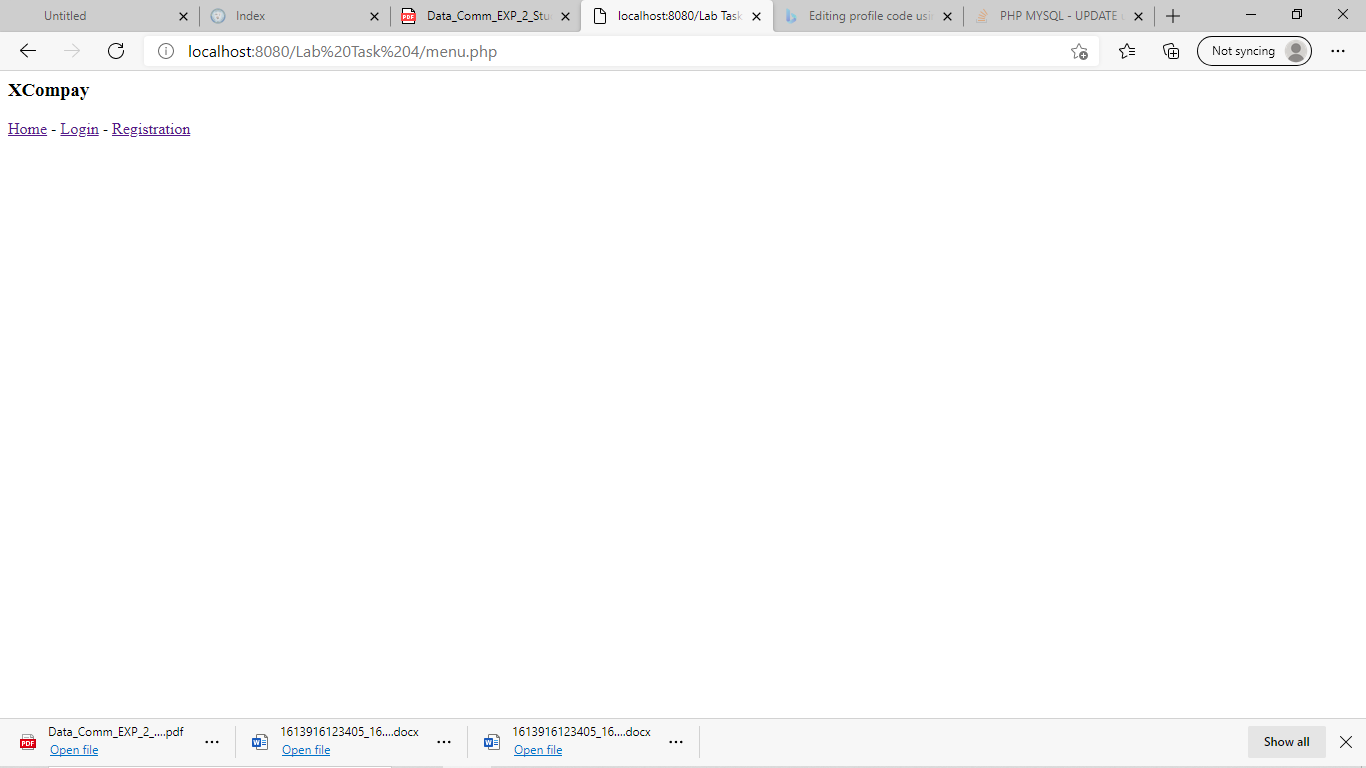 Untitled
Index
Data_Comm_EXP_2_Stu
localhost:8080/Lab Task
Editing profile code usi
PHP MYSQL - UPDATE
localhost:8080/Lab%20Task%204/menu.php
Not syncing
XCompay
Home - Login - Registration
Data_Comm_EXP_2_....pdf
Open file
1613916123405_16....docx
Open file
1613916123405_16....docx
Open file
Show all